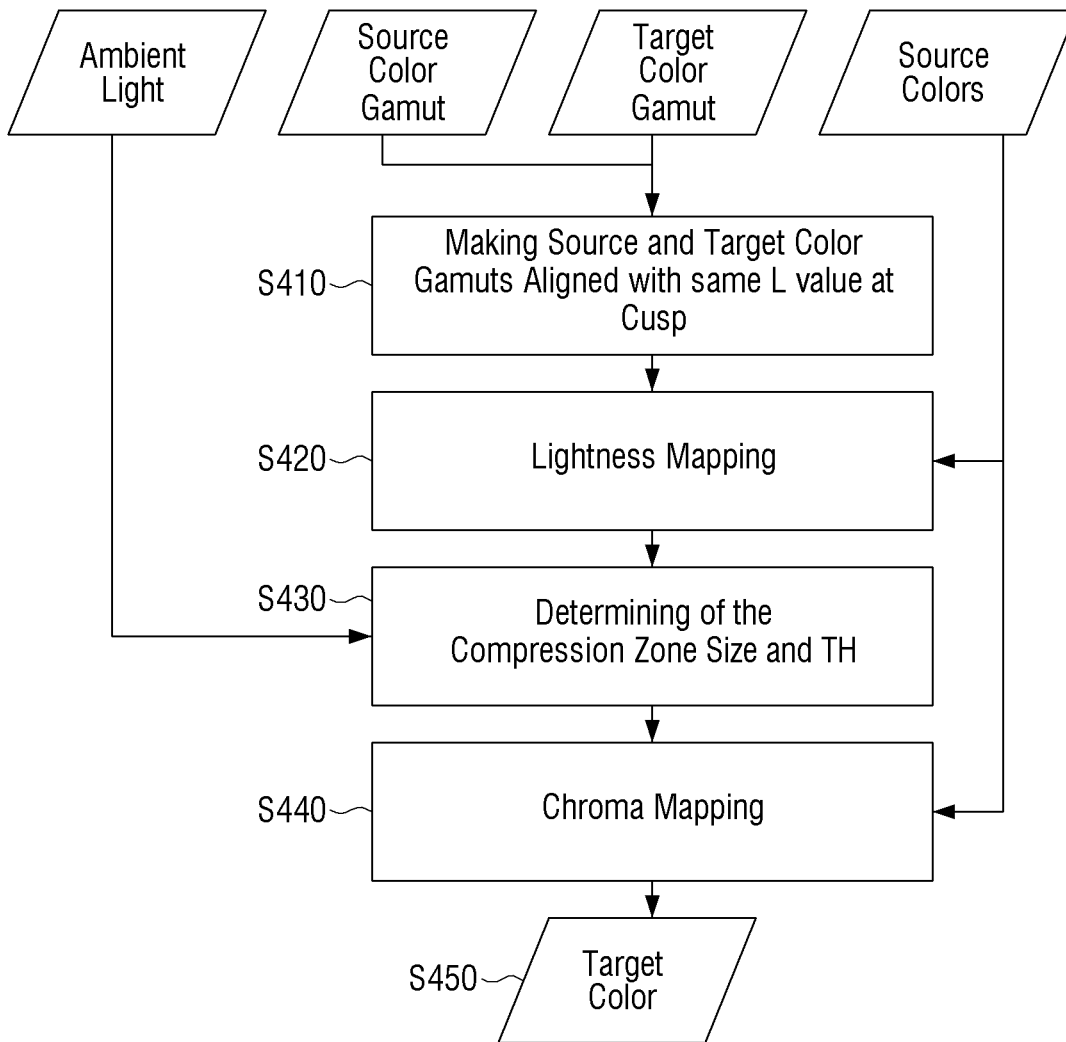 Ambient
Light
Source
Color
Gamut
Target
Color
Gamut
Source
Colors
S410
Making Source and Target Color
Gamuts Aligned with same L value at
Cusp
S420
Lightness Mapping
S430
Determining of the
Compression Zone Size and TH
S440
Chroma Mapping
S450
Target
Color